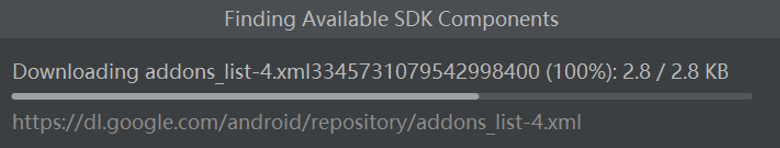 Finding Available SDK Components
Downloading addons_list-4.xml3345731079542998400 (100%): 2.8 / 2.8 KB
https://dl.google.com/android/repository/addons_list-4.xml